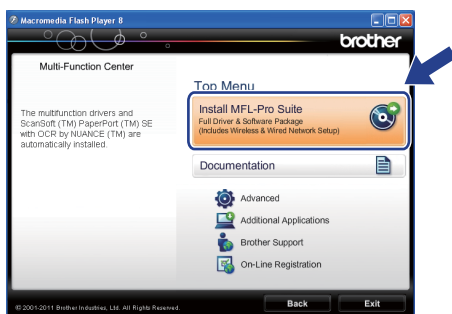 Macromedia Flash Player 8
brother
Multi-Function Center
Top Menu
The multifunction drivers and
ScanSoft (TM) PaperPort (TM) SE
with OCR by NUANCE (TM) are
automatically installed.
Install MFL-Pro Suite
Full Driver & Software Package
(Includes Wireless & Wired Network Setup)
Documentation
Advanced
Additional Applications
Brother Support
On-Line Registration
© 2001-2011 Brother Industries, Ltd. All Rights Reserved.
Back
Exit